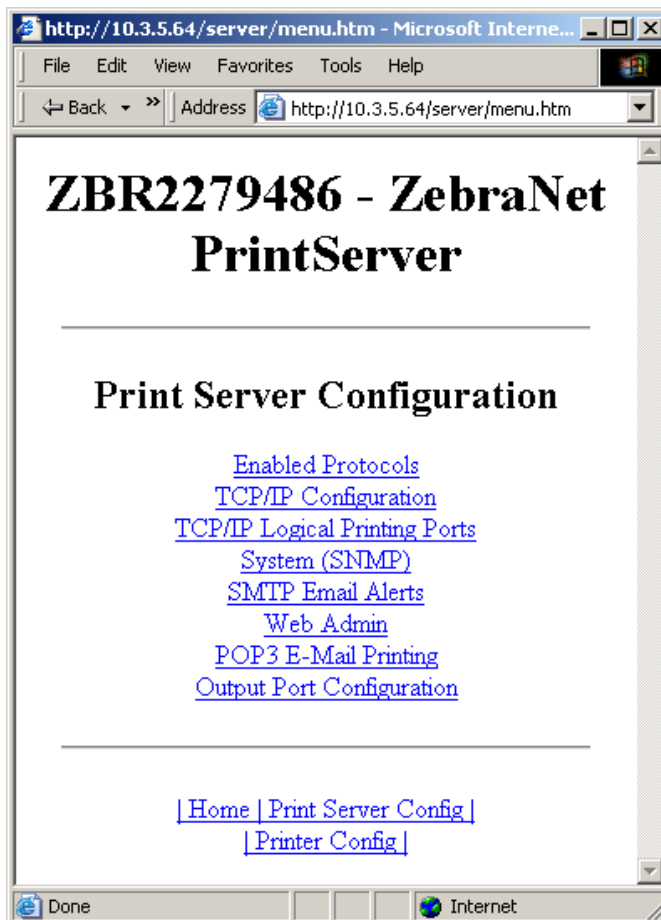 http://10.3.5.64/server/menu.htm - Microsoft Interne...
File Edit View Favorites Tools Help
Back » Address http://10.3.5.64/server/menu.htm
ZBR2279486 - ZebraNet
PrintServer
Print Server Configuration
Enabled Protocols
TCP/IP Configuration
TCP/IP Logical Printing Ports
System (SNMP)
SMTP Email Alerts
Web Admin
POP3 E-Mail Printing
Output Port Configuration
| Home | Print Server Config |
| Printer Config |
Done Internet